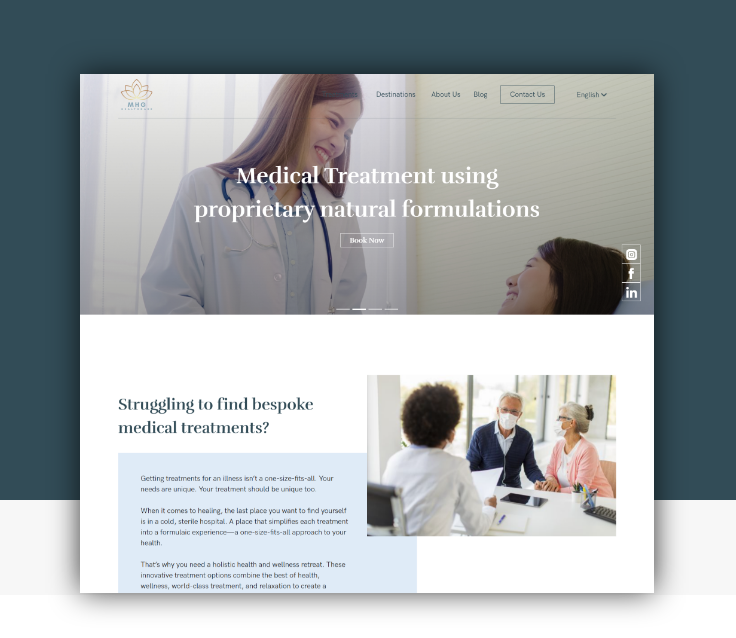 Destinations
About Us
Blog
Contact Us
English
MHG
Medical Treatment using
proprietary natural formulations
Book Now
Struggling to find bespoke
medical treatments?
Getting treatments for an illness isn't a one-size-fits-all. Your
needs are unique. Your treatment should be unique too.
When it comes to healing, the last place you want to find yourself
is in a cold, sterile hospital. A place that simplifies each treatment
into a formulaic experience—a one-size-fits-all approach to your
health.
That's why you need a holistic health and wellness retreat. These
innovative treatment options combine the best of health,
wellness, world-class treatment, and relaxation to create a